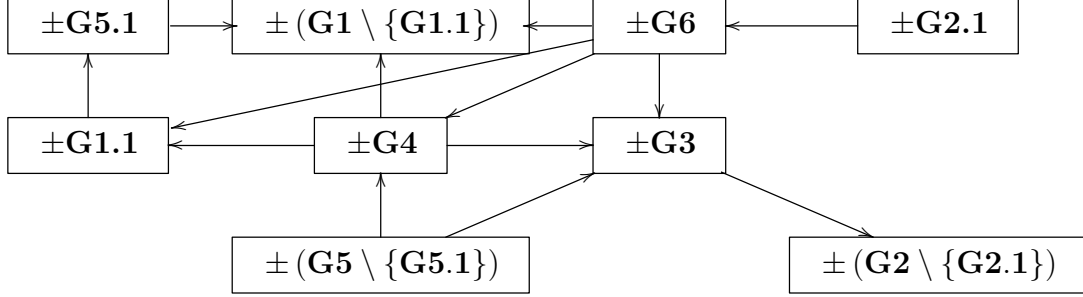 ±G5.1
± (G1 \ {G1.1})
±G6
±G2.1
±G1.1
±G4
±G3
± (G5 \ {G5.1})
± (G2 \ {G2.1})